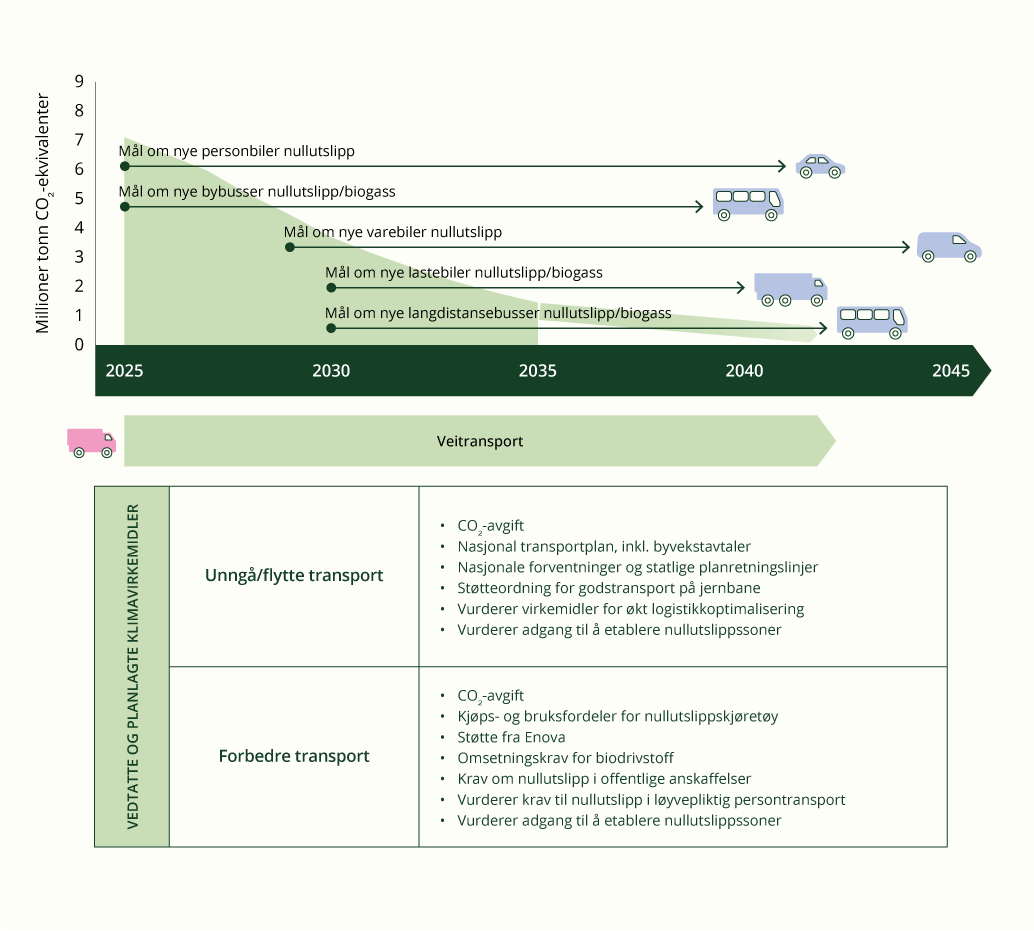 Millioner tonn CO₂-ekvivalenter
9
8
7
6
5
4
3
2
1
0
Mål om nye personbiler nullutslipp
Mål om nye bybusser nullutslipp/biogass
Mål om nye varebiler nullutslipp
Mål om nye lastebiler nullutslipp/biogass
Mål om nye langdistansebusser nullutslipp/biogass
2025 2030 2035 2040 2045
Veitransport
VEDTATTE OG PLANLAGTE KLIMAVIRKEMIDLER
Unngå/flytte transport
• CO₂-avgift
• Nasjonal transportplan, inkl. byvekstavtaler
• Nasjonale forventninger og statlige planretningslinjer
• Støtteordning for godstransport på jernbane
• Vurderer virkemidler for økt logistikkoptimalisering
• Vurderer adgang til å etablere nullutslippssoner
Forbedre transport
• CO₂-avgift
• Kjøps- og bruksfordeler for nullutslippskjøretøy
• Støtte fra Enova
• Omsetningskrav for biodrivstoff
• Krav om nullutslipp i offentlige anskaffelser
• Vurderer krav til nullutslipp i løyvepliktig persontransport
• Vurderer adgang til å etablere nullutslippssoner